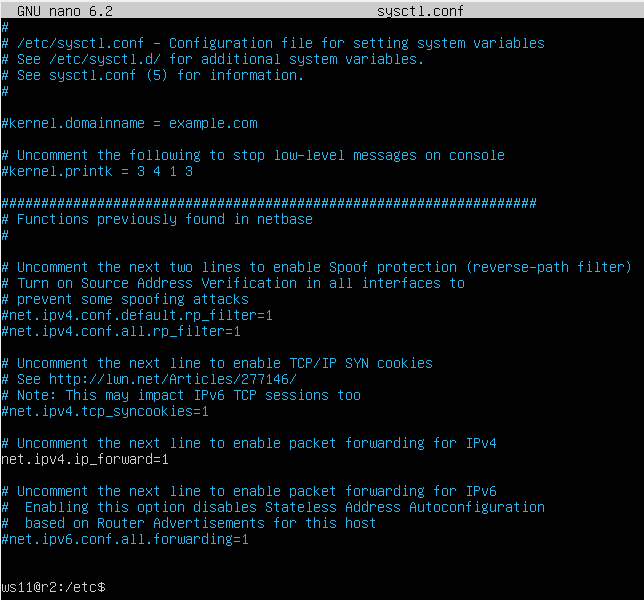 GNU nano 6.2 sysctl.conf
#
# /etc/sysctl.conf - Configuration file for setting system variables
# See /etc/sysctl.d/ for additional system variables.
# See sysctl.conf (5) for information.
#
#kernel.domainname = example.com
# Uncomment the following to stop low-level messages on console
#kernel.printk = 3 4 1 3
###################################################################
# Functions previously found in netbase
#
# Uncomment the next two lines to enable Spoof protection (reverse-path filter)
# Turn on Source Address Verification in all interfaces to
# prevent some spoofing attacks
#net.ipv4.conf.default.rp_filter=1
#net.ipv4.conf.all.rp_filter=1
# Uncomment the next line to enable TCP/IP SYN cookies
# See http://lwn.net/Articles/277146/
# Note: This may impact IPv6 TCP sessions too
#net.ipv4.tcp_syncookies=1
# Uncomment the next line to enable packet forwarding for IPv4
net.ipv4.ip_forward=1
# Uncomment the next line to enable packet forwarding for IPv6
#  Enabling this option disables Stateless Address Autoconfiguration
#  based on Router Advertisements for this host
#net.ipv6.conf.all.forwarding=1
ws11@r2:/etc$